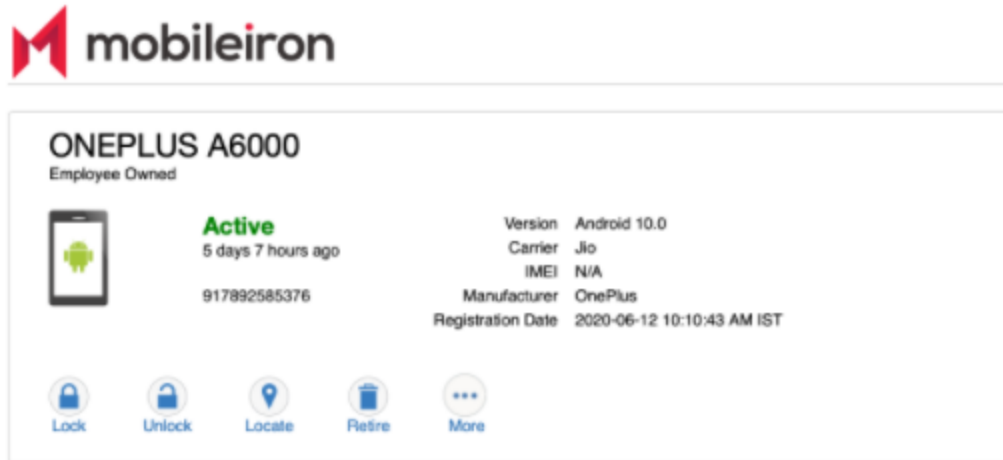 mobileiron
ONEPLUS A6000
Employee Owned
Active
5 days 7 hours ago
917892585376
Version Android 10.0
Carrier Jio
IMEI N/A
Manufacturer OnePlus
Registration Date 2020-06-12 10:10:43 AM IST
Lock Unlock Locate Retire More